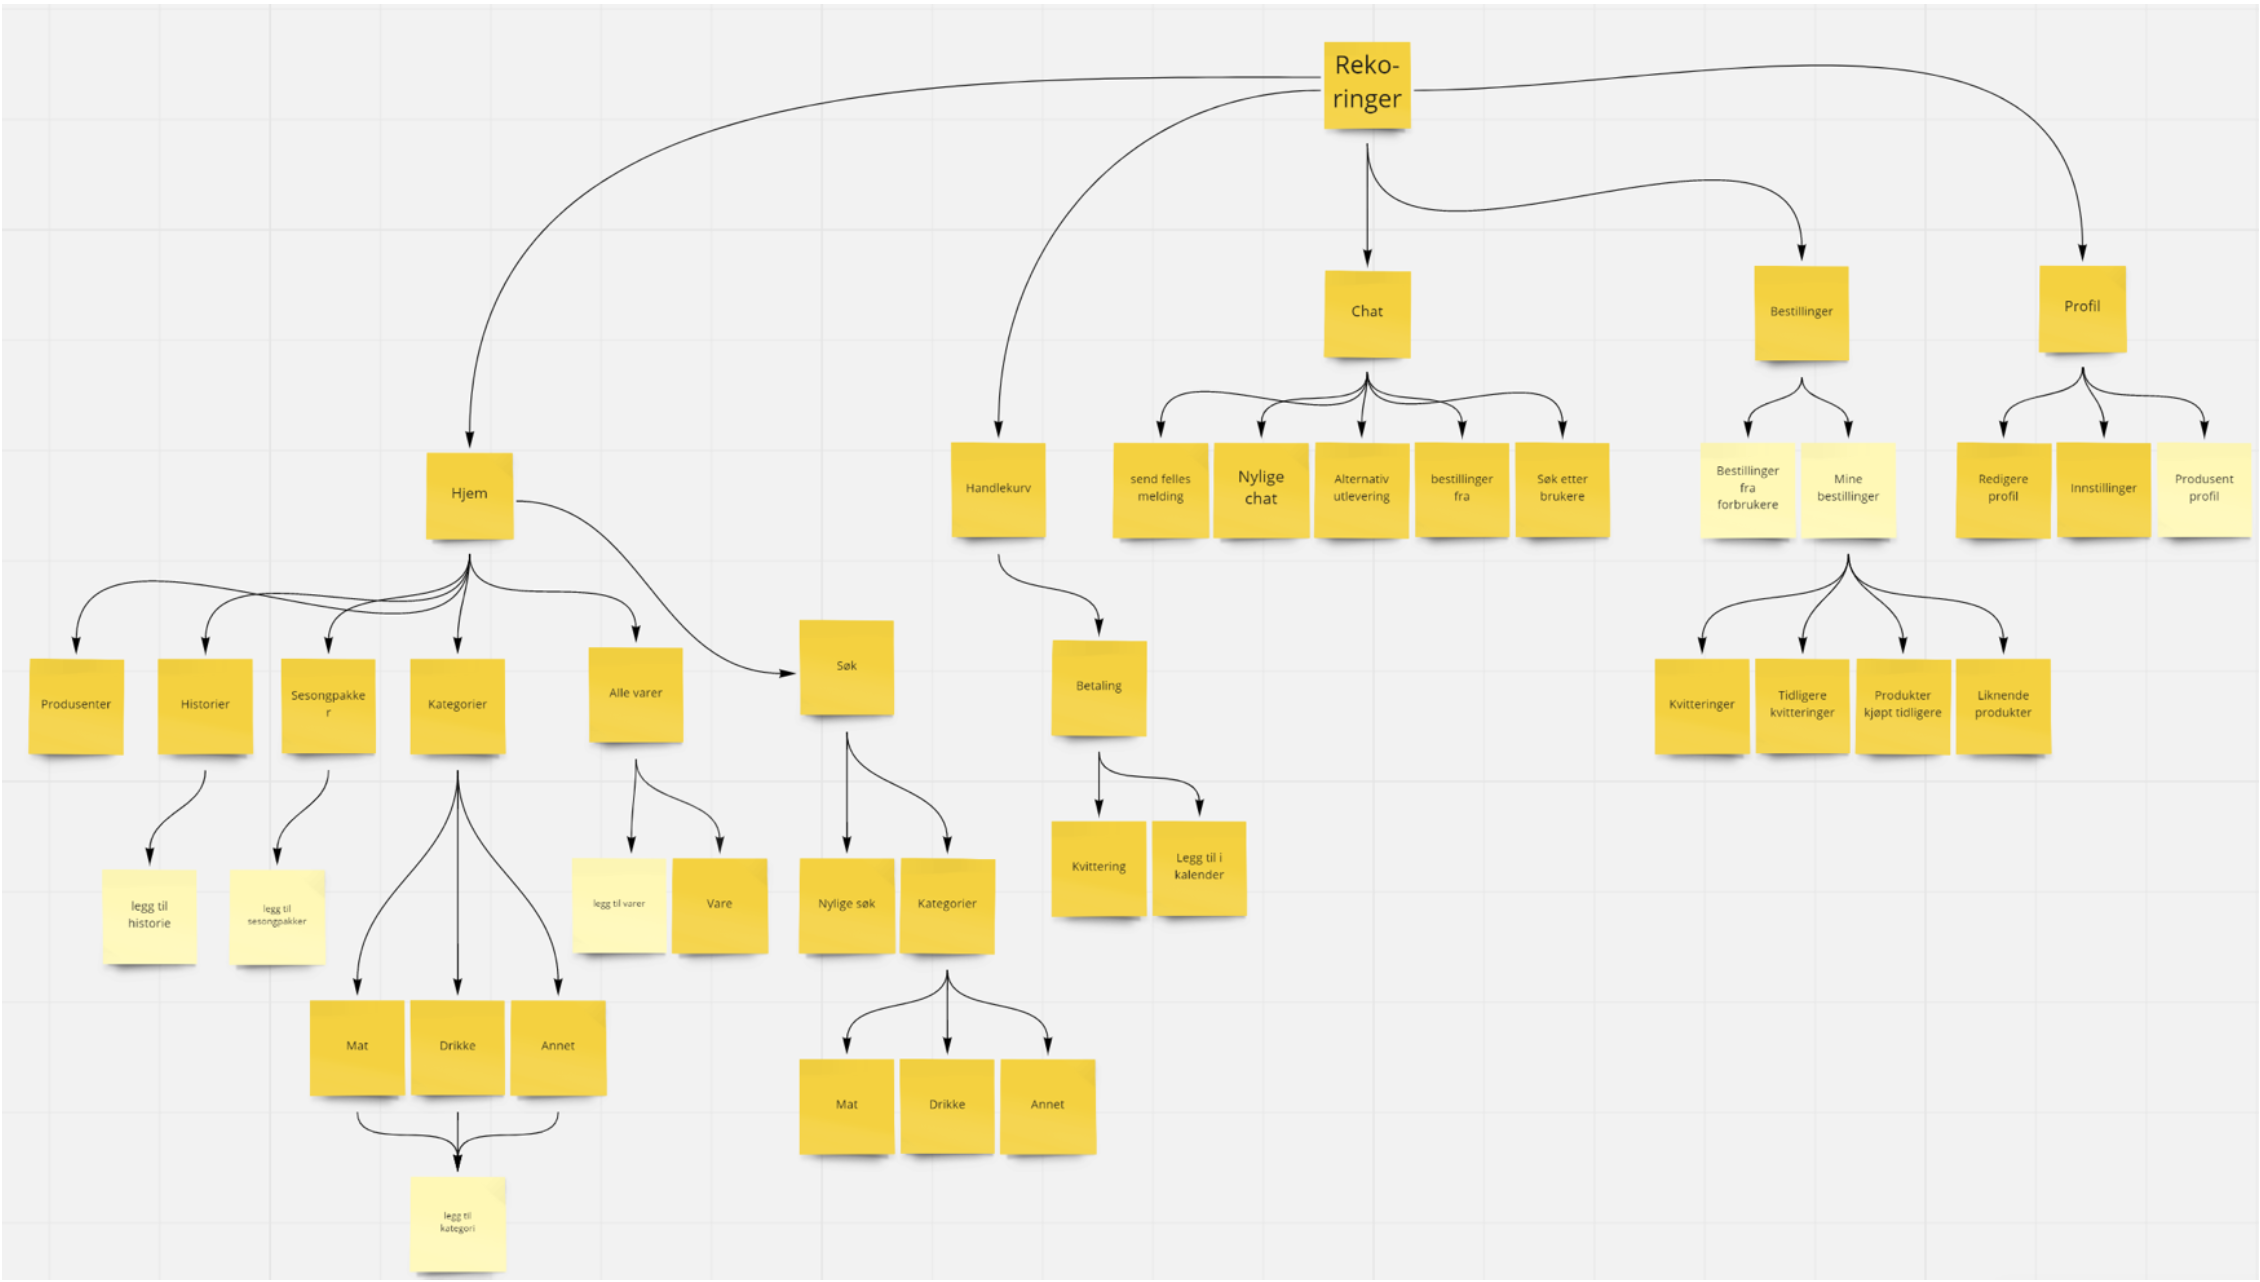 Reko-
ringer
Chat
Bestillinger
Profil
Hjem
Handlekurv
send felles
melding
Nylige
chat
Alternativ
utlevering
bestillinger
fra
Søk etter
brukere
Bestillinger
fra
forbrukere
Mine
bestillinger
Redigere
profil
Innstillinger
Produsent
profil
Produsenter
Historier
Sesongpakke
r
Kategorier
Alle varer
Søk
Betaling
Kvitteringer
Tidligere
kvitteringer
Produkter
kjøpt tidligere
Liknende
produkter
legg til
historie
legg til
sesongpakker
legg til varer
Vare
Nylige søk
Kategorier
Kvittering
Legg til i
kalender
Mat
Drikke
Annet
Mat
Drikke
Annet
legg til
kategori